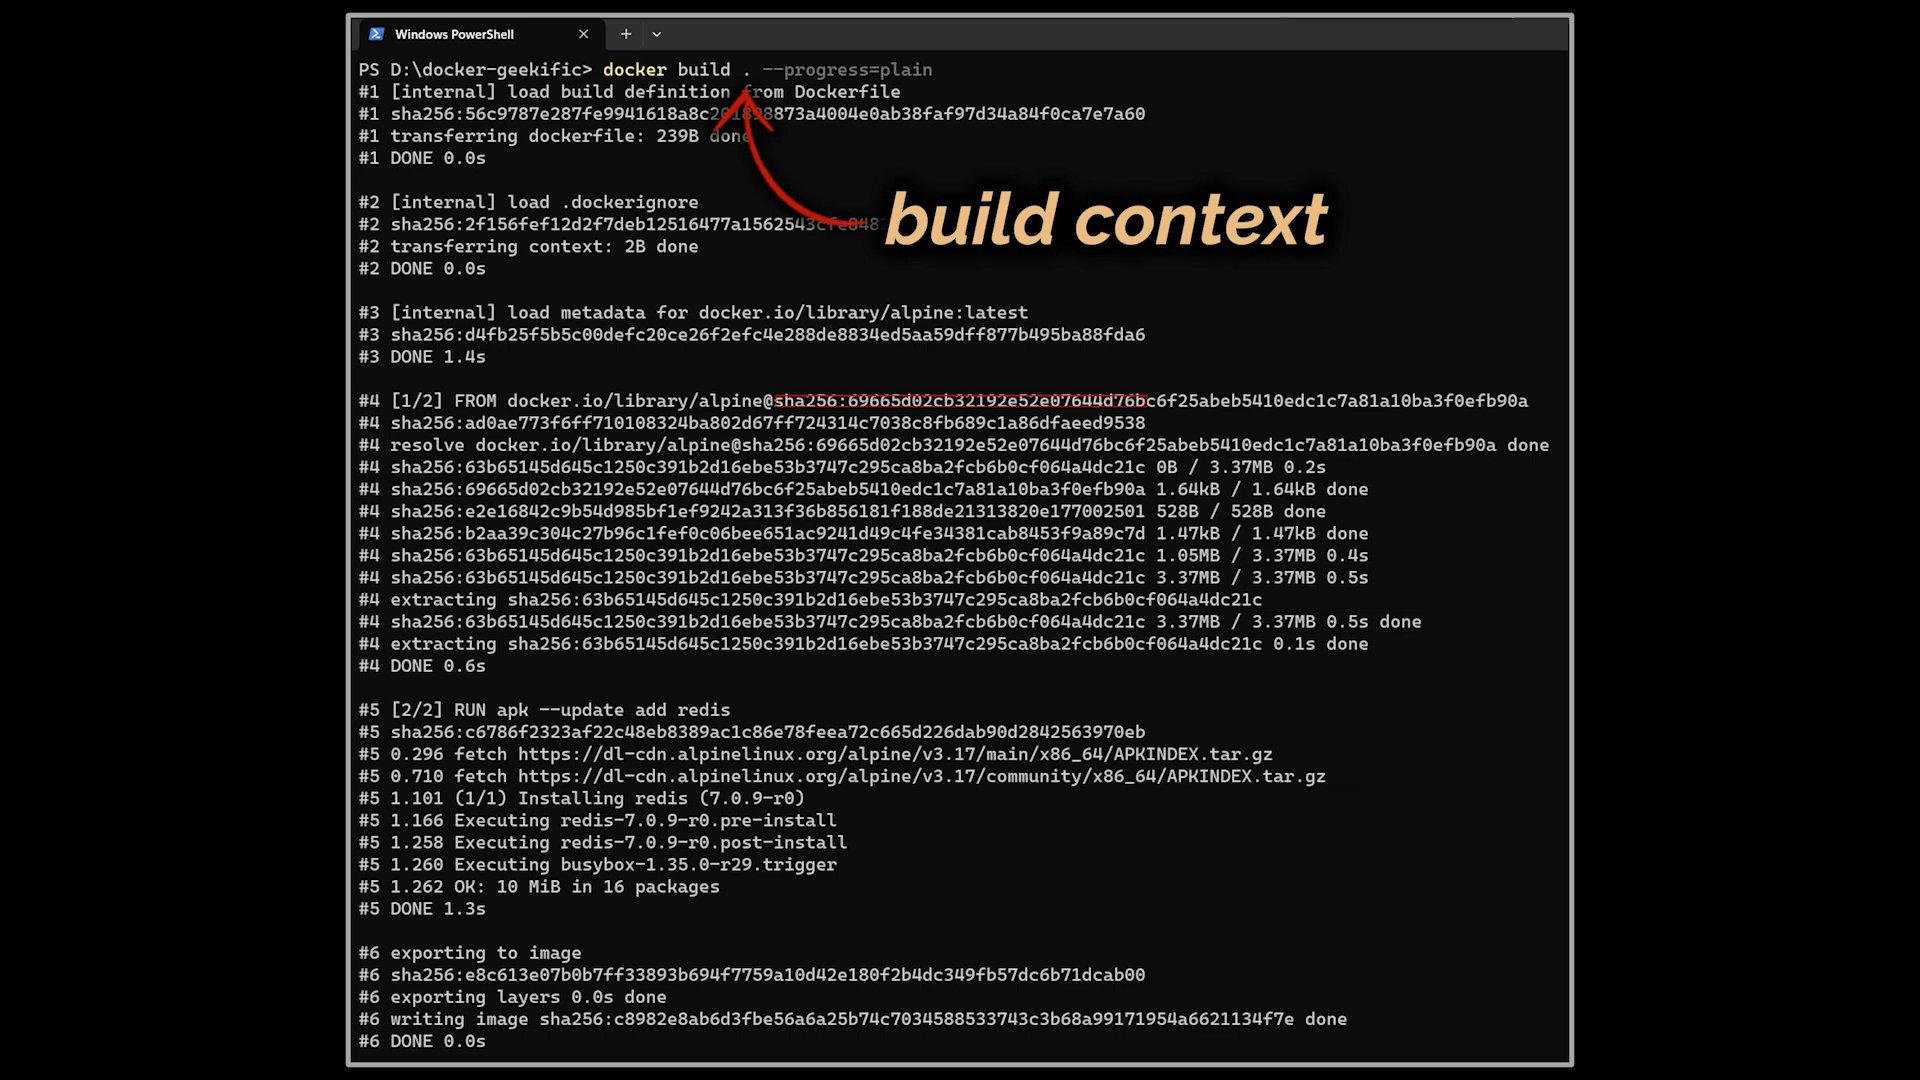 Windows PowerShell
PS D:\docker-geekific> docker build . --progress=plain
#1 [internal] load build definition from Dockerfile
#1 transferring dockerfile: 239B done
#1 DONE 0.0s
#2 [internal] load .dockerignore
build context
#2 transferring context: 2B done
#2 DONE 0.0s
#3 [internal] load metadata for docker.io/library/alpine:latest
#3 sha256:d4fb25f5b5c00defc20ce26f2efc4e288de8834ed5aa59dff877b495ba88fda6
#3 DONE 1.4s
#4 [1/2] FROM docker.io/library/alpine@sha256:69665d02cb32192e52e07644d76bc6f25abeb5410edc1c7a81a10ba3f0efb90a
#4 sha256:ad0ae773f6ff710108324ba802d67ff724314c7038c8fb689c1a86dfaeed9538
#4 resolve docker.io/library/alpine@sha256:69665d02cb32192e52e07644d76bc6f25abeb5410edc1c7a81a10ba3f0efb90a done
#4 sha256:63b65145d645c1250c391b2d16ebe53b3747c295ca8ba2fcb6b0cf064a4dc21c 0B / 3.37MB 0.2s
#4 sha256:69665d02cb32192e52e07644d76bc6f25abeb5410edc1c7a81a10ba3f0efb90a 1.64kB / 1.64kB done
#4 sha256:e2e16842c9b54d985bf1ef9242a313f36b856181f188de21313820e177002501 528B / 528B done
#4 sha256:b2aa39c304c27b96c1fef0c06bee651ac9241d49c4fe34381cab8453f9a89c7d 1.47kB / 1.47kB done
#4 sha256:63b65145d645c1250c391b2d16ebe53b3747c295ca8ba2fcb6b0cf064a4dc21c 1.05MB / 3.37MB 0.4s
#4 sha256:63b65145d645c1250c391b2d16ebe53b3747c295ca8ba2fcb6b0cf064a4dc21c 3.37MB / 3.37MB 0.5s
#4 extracting sha256:63b65145d645c1250c391b2d16ebe53b3747c295ca8ba2fcb6b0cf064a4dc21c
#4 sha256:63b65145d645c1250c391b2d16ebe53b3747c295ca8ba2fcb6b0cf064a4dc21c 3.37MB / 3.37MB 0.5s done
#4 extracting sha256:63b65145d645c1250c391b2d16ebe53b3747c295ca8ba2fcb6b0cf064a4dc21c 0.1s done
#4 DONE 0.6s
#5 [2/2] RUN apk --update add redis
#5 sha256:c6786f2323af22c48eb8389ac1c86e78feea72c665d226dab90d2842563970eb
#5 0.296 fetch https://dl-cdn.alpinelinux.org/alpine/v3.17/main/x86_64/APKINDEX.tar.gz
#5 0.710 fetch https://dl-cdn.alpinelinux.org/alpine/v3.17/community/x86_64/APKINDEX.tar.gz
#5 1.101 (1/1) Installing redis (7.0.9-r0)
#5 1.166 Executing redis-7.0.9-r0.pre-install
#5 1.258 Executing redis-7.0.9-r0.post-install
#5 1.260 Executing busybox-1.35.0-r29.trigger
#5 1.262 OK: 10 MiB in 16 packages
#5 DONE 1.3s
#6 exporting to image
#6 sha256:e8c613e07b0b7ff33893b694f7759a10d42e180f2b4dc349fb57dc6b71dcab00
#6 exporting layers 0.0s done
#6 writing image sha256:c8982e8ab6d3fbe56a6a25b74c7034588533743c3b68a99171954a6621134f7e done
#6 DONE 0.0s